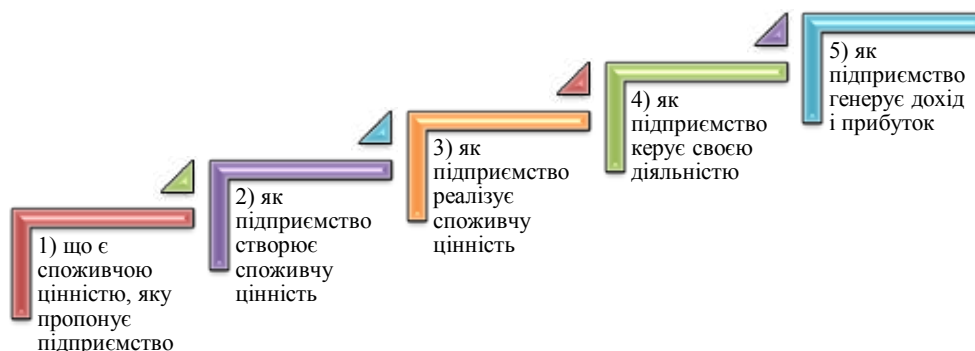 1) що є
споживчою
цінністю, яку
пропонує
підприємство
2) як
підприємство
створює
споживчу
цінність
3) як
підприємство
реалізує
споживчу
цінність
4) як
підприємство
керує своєю
діяльністю
5) як
підприємство
генерує дохід
і прибуток